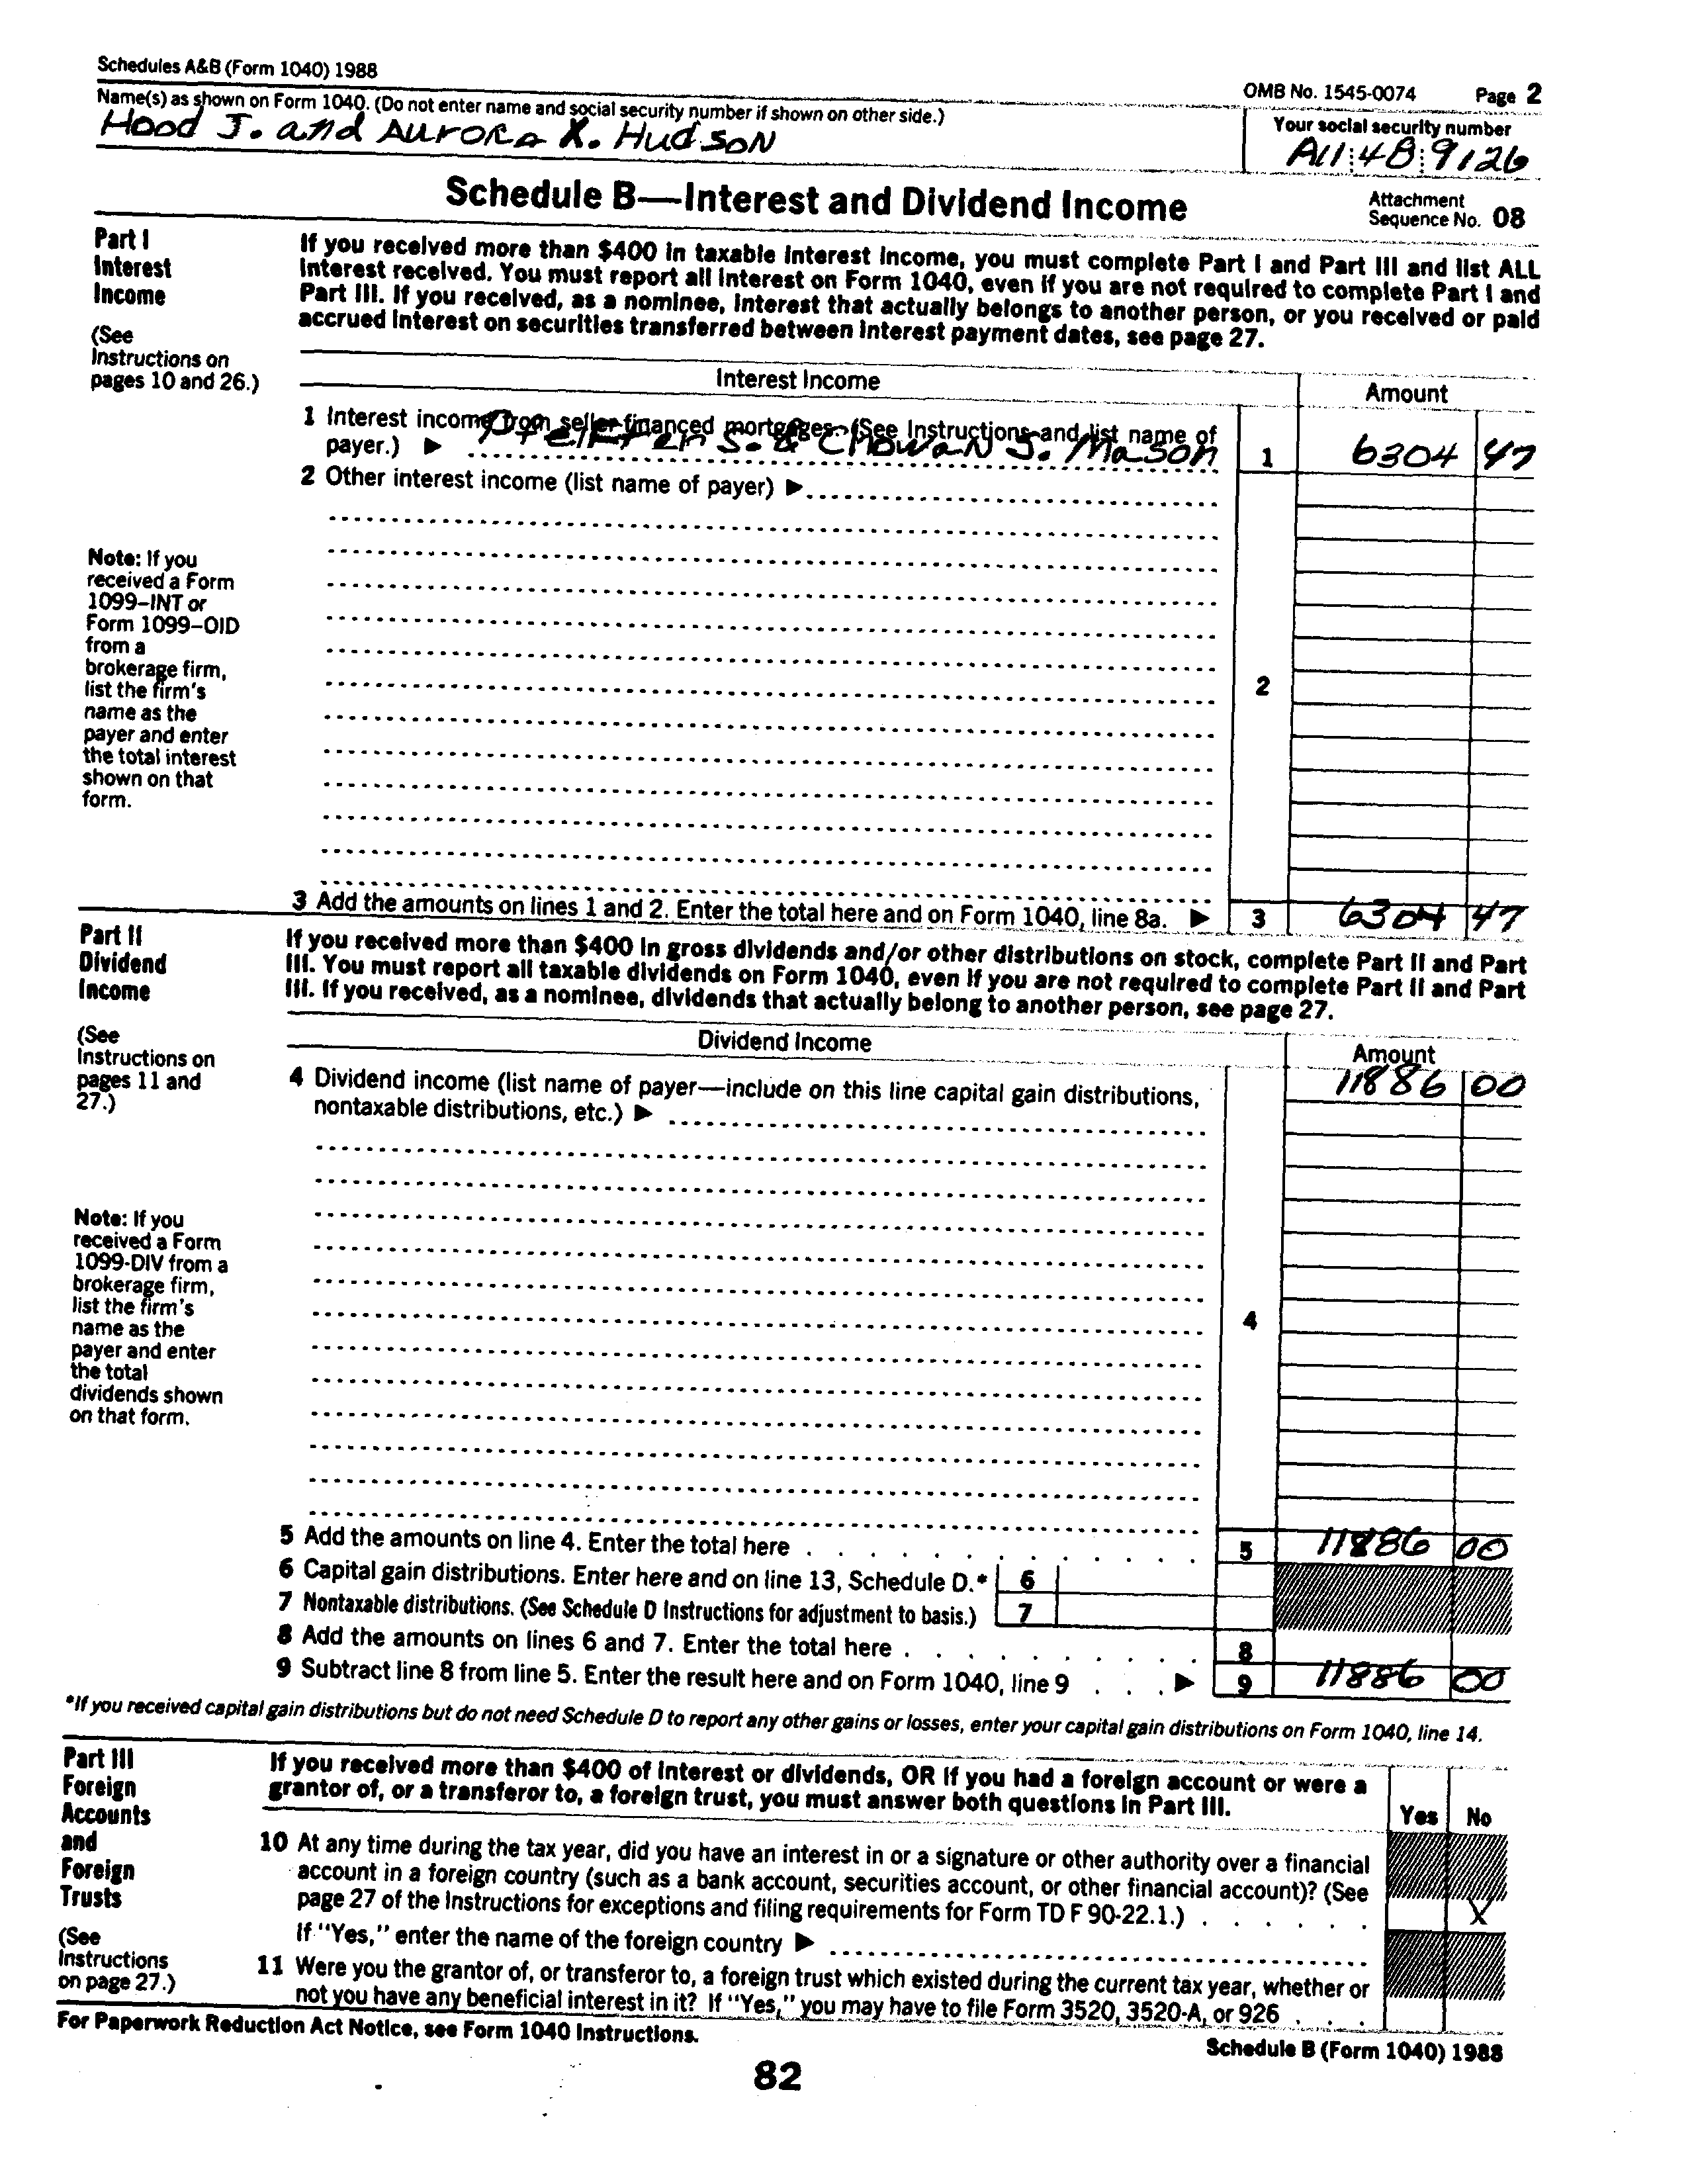 Schedules A&B (Form 1040) 1988
OMB No. 1545-0074 Page 2
Name(s) as shown on Form 1040. (Do not enter name and social security number if shown on other side.)
Hood J. and Aurora X. Hudson
Your social security number
A11 48 9126
Schedule B—Interest and Dividend Income
Attachment
Sequence No. 08
Part I
Interest
Income
(See
Instructions on
pages 10 and 26.)
If you received more than $400 in taxable interest income, you must complete Part I and Part III and list ALL
interest received. You must report all interest on Form 1040, even if you are not required to complete Part I and
Part III. If you received, as a nominee, interest that actually belongs to another person, or you received or paid
accrued interest on securities transferred between interest payment dates, see page 27.
Interest Income
Amount
1 Interest income from seller-financed mortgages. (See Instructions and list name of
payer.) ▶ S. & Chowan J. Mason 1 6304 47
2 Other interest income (list name of payer) ▶
Note: If you
received a Form
1099–INT or
Form 1099–OID
from a
brokerage firm,
list the firm's
name as the
payer and enter
the total interest
shown on that
form.
2
3 Add the amounts on lines 1 and 2. Enter the total here and on Form 1040, line 8a. ▶ 3 6304 47
Part II
Dividend
Income
(See
Instructions on
pages 11 and
27.)
If you received more than $400 in gross dividends and/or other distributions on stock, complete Part II and Part
III. You must report all taxable dividends on Form 1040, even if you are not required to complete Part II and Part
III. If you received, as a nominee, dividends that actually belong to another person, see page 27.
Dividend Income
Amount
4 Dividend income (list name of payer—include on this line capital gain distributions, 11886 00
nontaxable distributions, etc.) ▶
Note: If you
received a Form
1099-DIV from a
brokerage firm,
list the firm's
name as the
payer and enter
the total
dividends shown
on that form.
4
5 Add the amounts on line 4. Enter the total here 5 11886 00
6 Capital gain distributions. Enter here and on line 13, Schedule D.* 6
7 Nontaxable distributions. (See Schedule D Instructions for adjustment to basis.) 7
8 Add the amounts on lines 6 and 7. Enter the total here 8
9 Subtract line 8 from line 5. Enter the result here and on Form 1040, line 9 ▶ 9 11886 00
*If you received capital gain distributions but do not need Schedule D to report any other gains or losses, enter your capital gain distributions on Form 1040, line 14.
Part III
Foreign
Accounts
and
Foreign
Trusts
(See
Instructions
on page 27.)
If you received more than $400 of interest or dividends, OR if you had a foreign account or were a
grantor of, or a transferor to, a foreign trust, you must answer both questions in Part III.
Yes No
10 At any time during the tax year, did you have an interest in or a signature or other authority over a financial
account in a foreign country (such as a bank account, securities account, or other financial account)? (See
page 27 of the Instructions for exceptions and filing requirements for Form TD F 90-22.1.) X
If "Yes," enter the name of the foreign country ▶
11 Were you the grantor of, or transferor to, a foreign trust which existed during the current tax year, whether or
not you have any beneficial interest in it? If "Yes," you may have to file Form 3520, 3520-A, or 926
For Paperwork Reduction Act Notice, see Form 1040 Instructions.
Schedule B (Form 1040) 1988
82